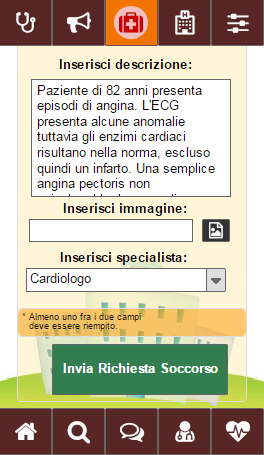 Inserisci descrizione:
Paziente di 82 anni presenta
episodi di angina. L'ECG
presenta alcune anomalie
tuttavia gli enzimi cardiaci
risultano nella norma, escluso
quindi un infarto. Una semplice
angina pectoris non
Inserisci immagine:
Inserisci specialista:
Cardiologo
* Almeno uno fra i due campi
deve essere riempito.
Invia Richiesta Soccorso